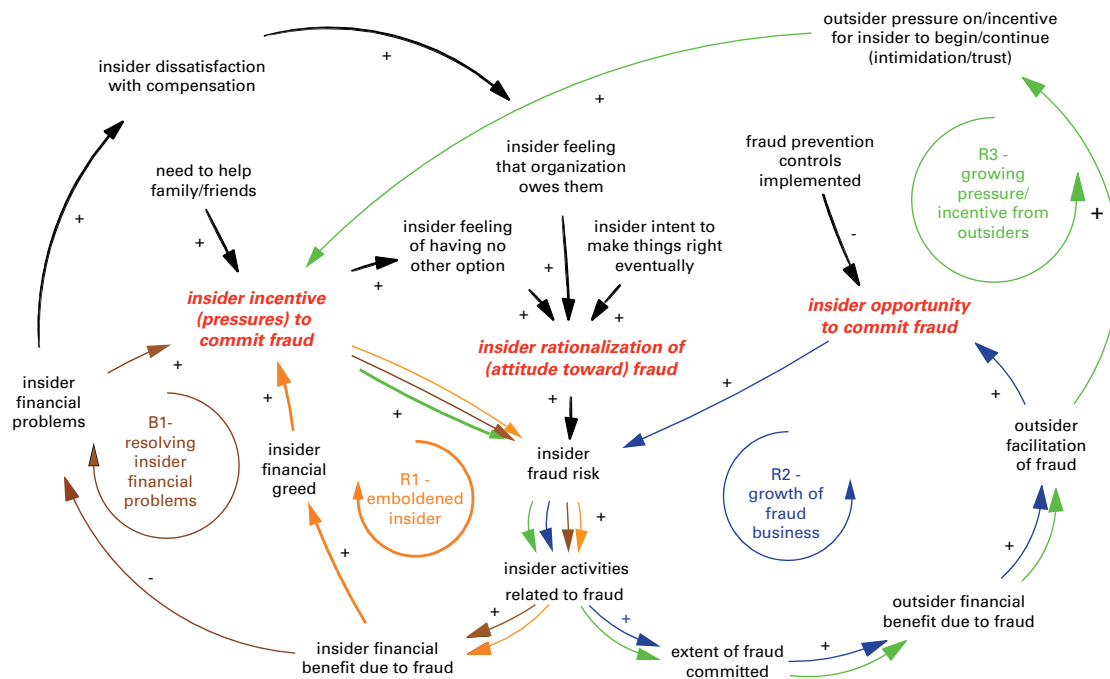 outsider pressure on/incentive
for insider to begin/continue
(intimidation/trust)
+
insider dissatisfaction
with compensation
+
+
fraud prevention
controls
implemented
insider feeling
that organization
owes them
R3 -
growing
pressure/
incentive from
outsiders
need to help
family/friends
+
+
insider feeling
of having no
other option
insider intent to
make things right
eventually
-
+
+
+
insider incentive
(pressures) to
commit fraud
+
+
insider opportunity
to commit fraud
insider rationalization of
(attitude toward) fraud
+
+
insider
financial
problems
B1-
resolving
insider
financial
problems
+
+
+
+
insider
financial
greed
R1 -
emboldened
insider
insider
fraud risk
R2 -
growth of
fraud
business
outsider
facilitation
of fraud
+
+
+
insider activities
related to fraud
-
+
outsider financial
benefit due to fraud
+
+
+
insider financial
benefit due to fraud
extent of fraud
committed